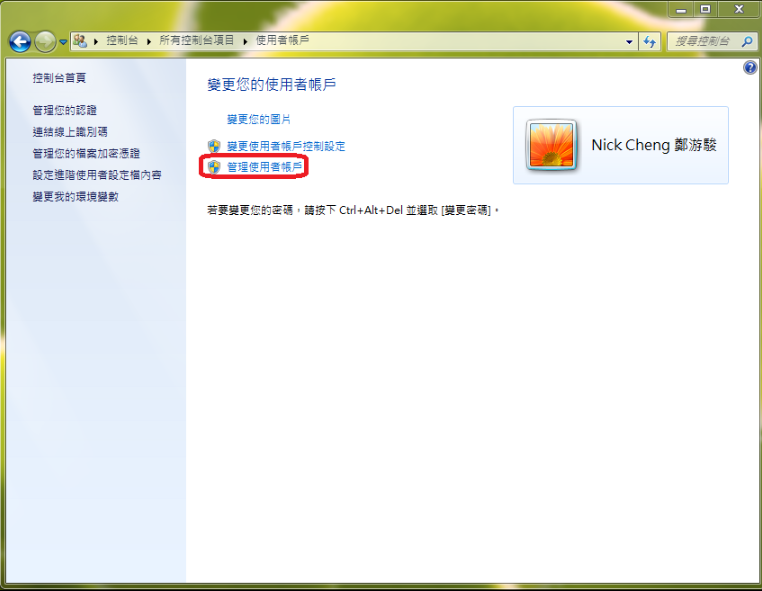 控制台 ▸ 所有控制台項目 ▸ 使用者帳戶
搜尋控制台
控制台首頁
管理您的認證
連結線上識別碼
管理您的檔案加密憑證
設定進階使用者設定檔內容
變更我的環境變數
變更您的使用者帳戶
變更您的圖片
變更使用者帳戶控制設定
管理使用者帳戶
若要變更您的密碼，請按下 Ctrl+Alt+Del 並選取 [變更密碼]。
Nick Cheng 鄭游駿